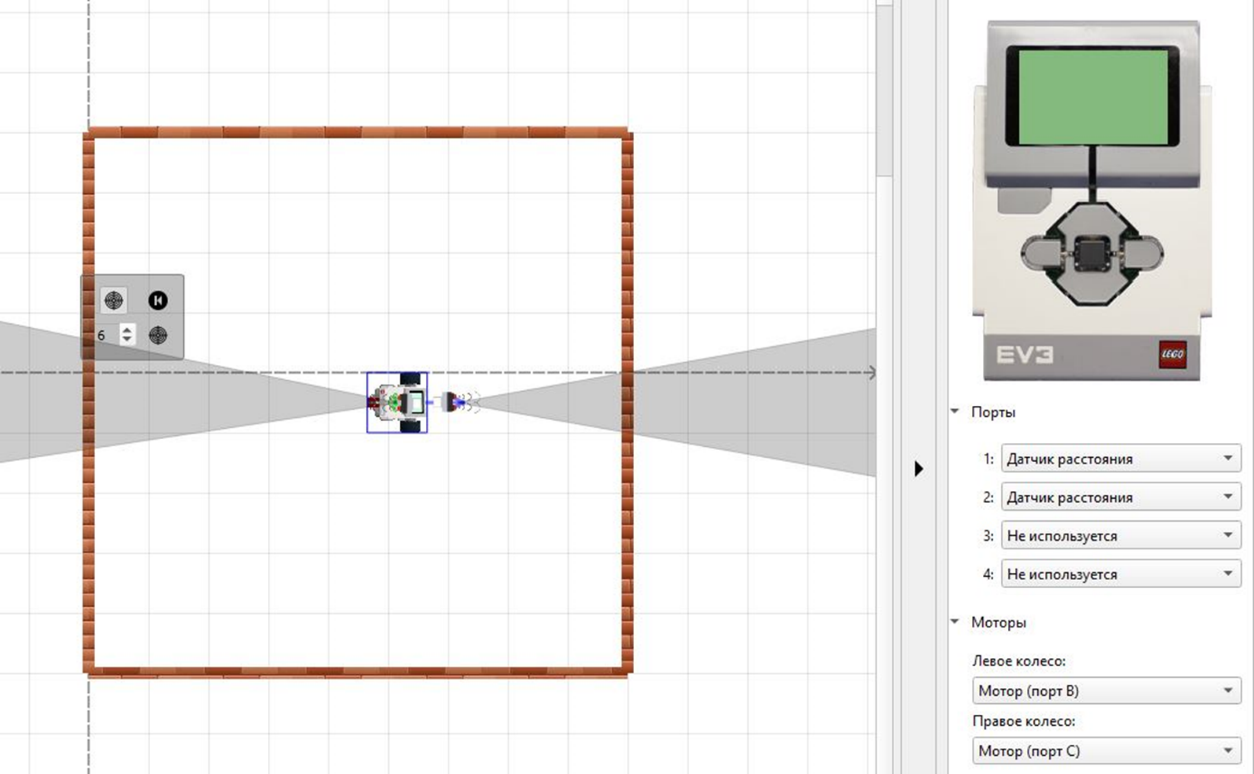 6
EV3
LEGO
Порты
1: Датчик расстояния
2: Датчик расстояния
3: Не используется
4: Не используется
Моторы
Левое колесо:
Мотор (порт B)
Правое колесо:
Мотор (порт C)